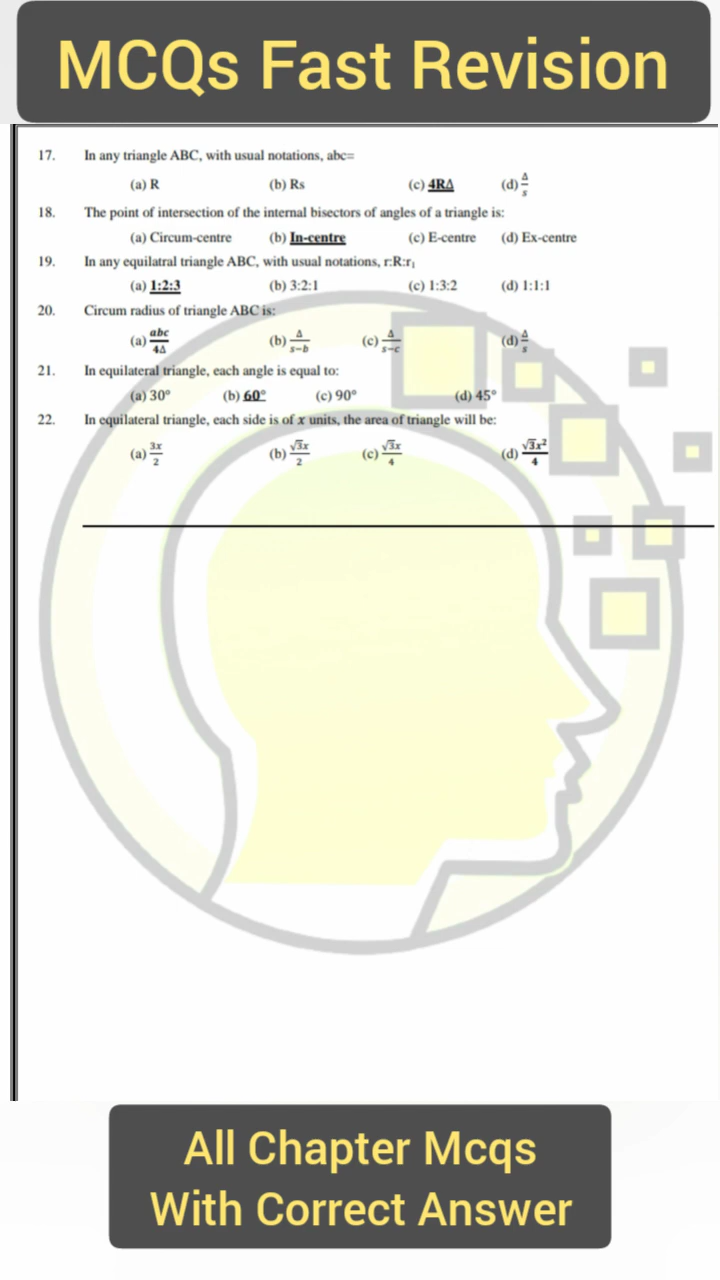 MCQs Fast Revision
17. In any triangle ABC, with usual notations, abc=
(a) R (b) Rs (c) 4RΔ (d) Δ/s
18. The point of intersection of the internal bisectors of angles of a triangle is:
(a) Circum-centre (b) In-centre (c) E-centre (d) Ex-centre
19. In any equilatral triangle ABC, with usual notations, r:R:r₁
(a) 1:2:3 (b) 3:2:1 (c) 1:3:2 (d) 1:1:1
20. Circum radius of triangle ABC is:
(a) abc/4Δ (b) Δ/s−b (c) Δ/s−c (d) Δ/s
21. In equilateral triangle, each angle is equal to:
(a) 30° (b) 60° (c) 90° (d) 45°
22. In equilateral triangle, each side is of x units, the area of triangle will be:
(a) 3x/2 (b) √3x/2 (c) √3x/4 (d) √3x²/4
All Chapter Mcqs
With Correct Answer